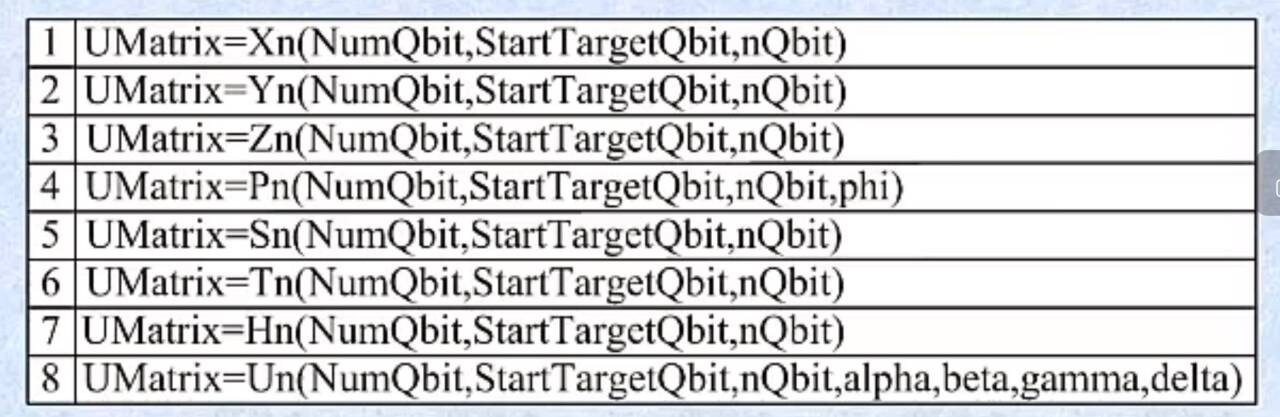 1 UMatrix=Xn(NumQbit,StartTargetQbit,nQbit)
2 UMatrix=Yn(NumQbit,StartTargetQbit,nQbit)
3 UMatrix=Zn(NumQbit,StartTargetQbit,nQbit)
4 UMatrix=Pn(NumQbit,StartTargetQbit,nQbit,phi)
5 UMatrix=Sn(NumQbit,StartTargetQbit,nQbit)
6 UMatrix=Tn(NumQbit,StartTargetQbit,nQbit)
7 UMatrix=Hn(NumQbit,StartTargetQbit,nQbit)
8 UMatrix=Un(NumQbit,StartTargetQbit,nQbit,alpha,beta,gamma,delta)